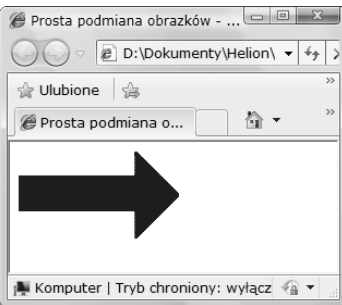 Prosta podmiana obrazków - ...
D:\Dokumenty\Helion\
Ulubione
Prosta podmiana o...
Komputer | Tryb chroniony: wyłącz